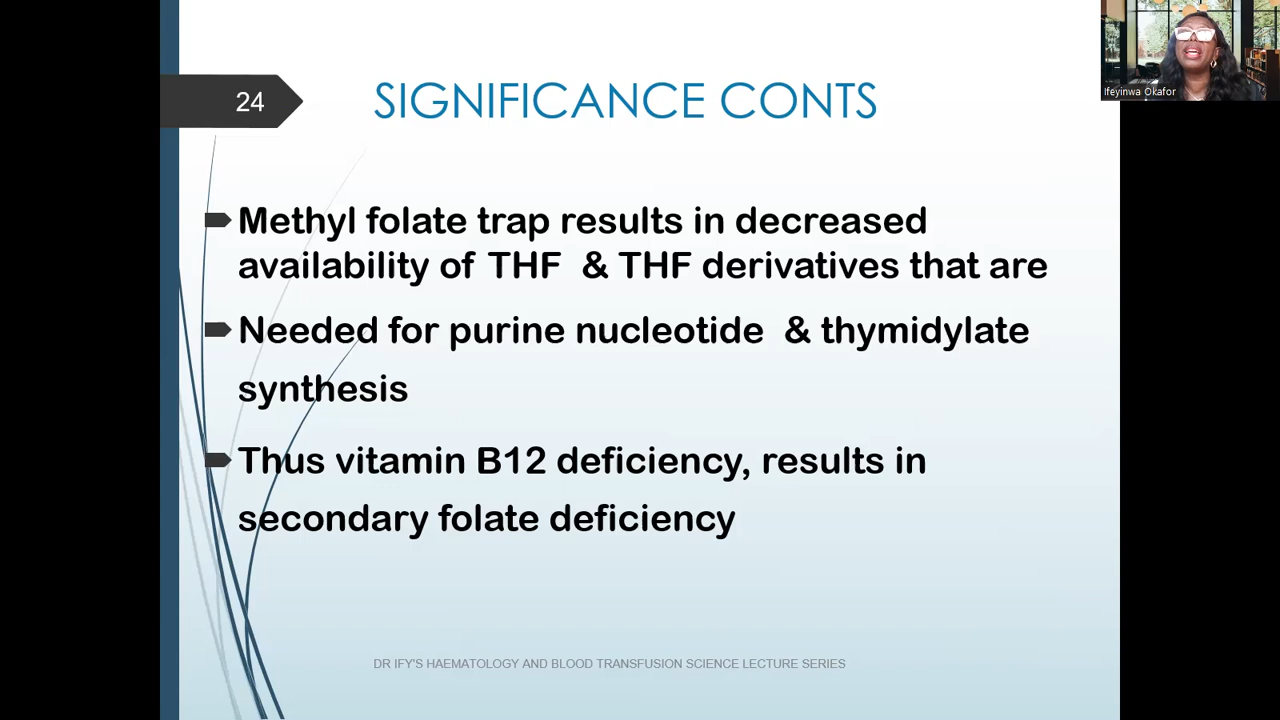 24
SIGNIFICANCE CONTS
Ifeyinwa Okafor
Methyl folate trap results in decreased
availability of THF & THF derivatives that are
Needed for purine nucleotide & thymidylate
synthesis
Thus vitamin B12 deficiency, results in
secondary folate deficiency
DR IFY'S HAEMATOLOGY AND BLOOD TRANSFUSION SCIENCE LECTURE SERIES